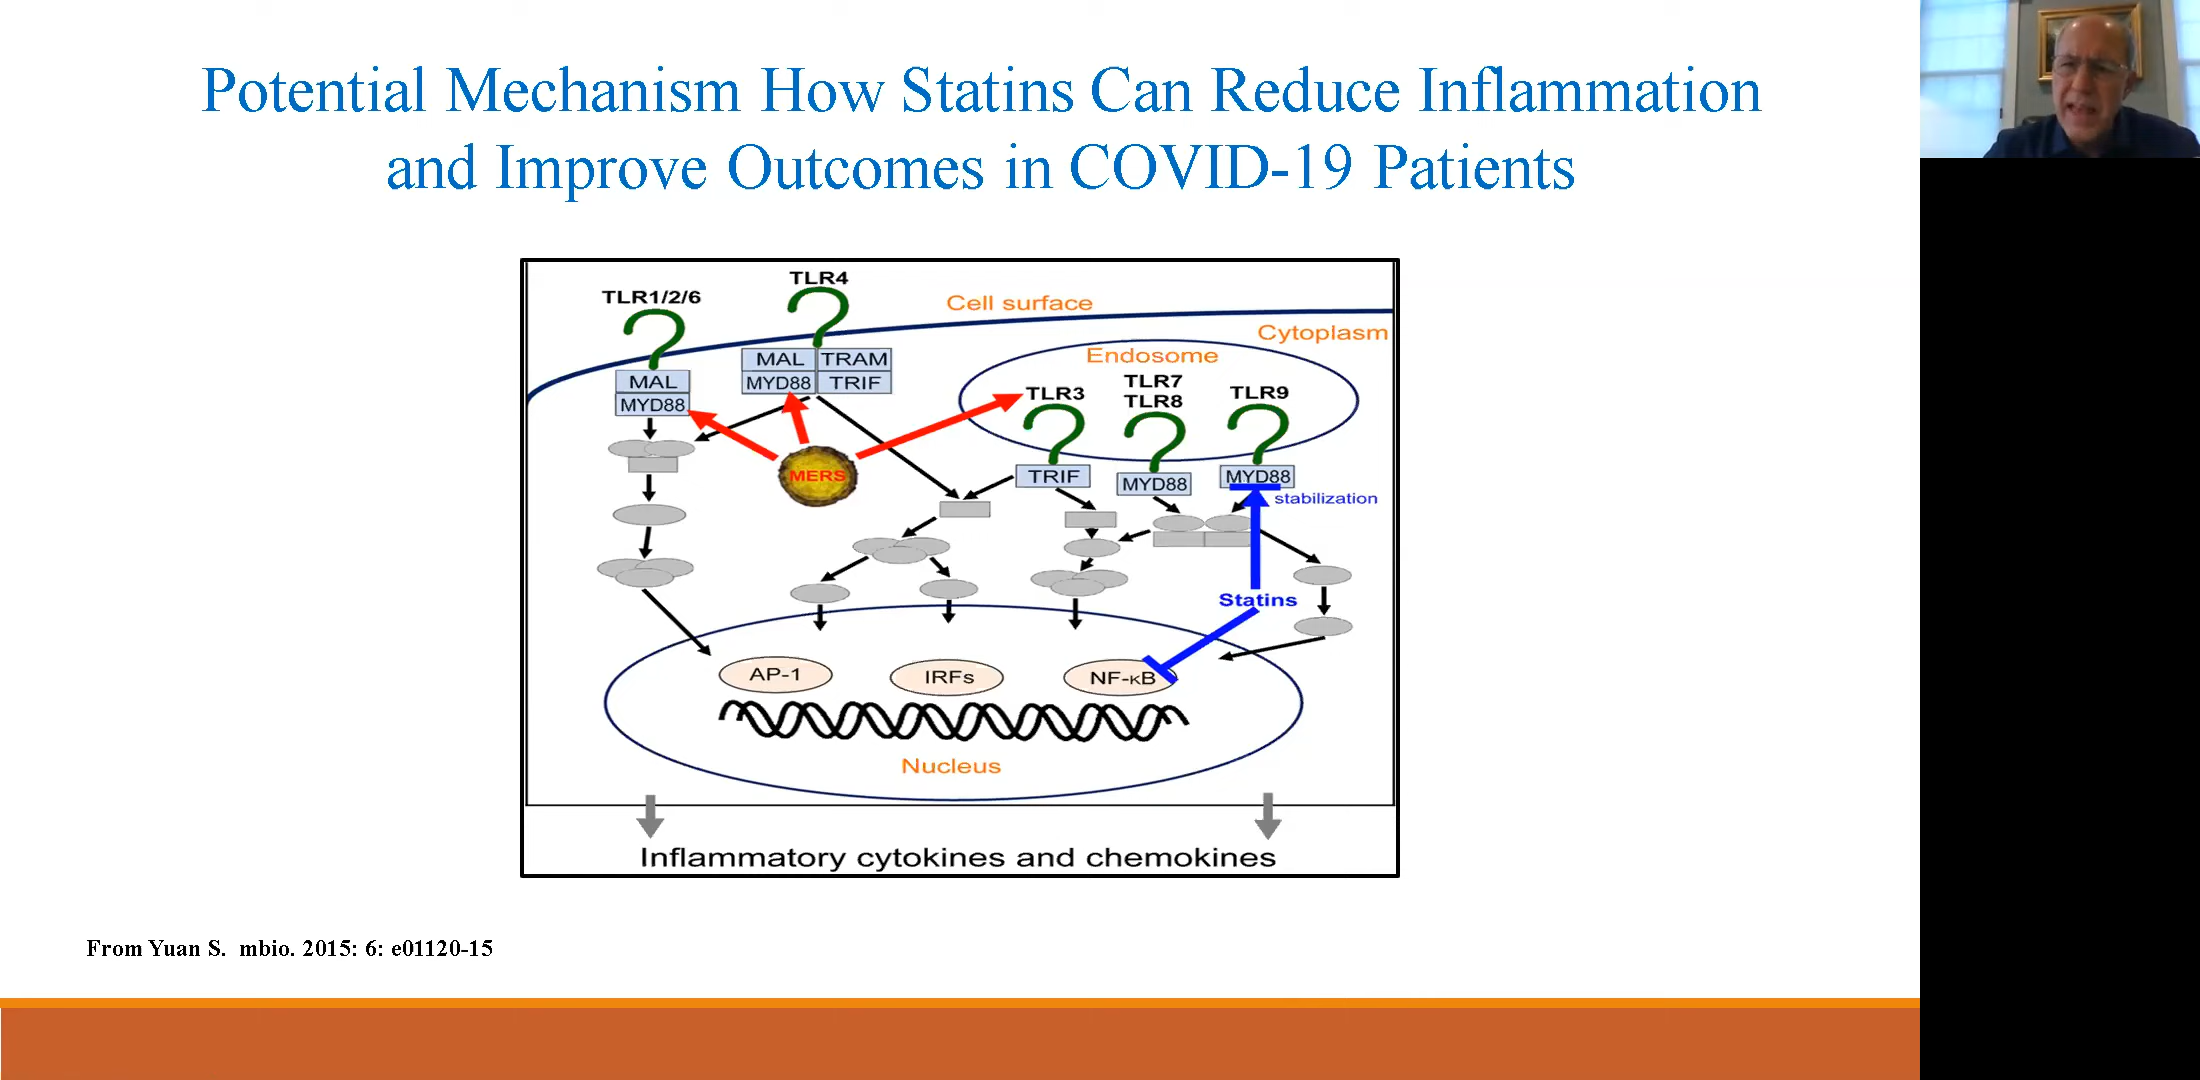 Potential Mechanism How Statins Can Reduce Inflammation
and Improve Outcomes in COVID-19 Patients
TLR4
TLR1/2/6
Cell surface
Cytoplasm
MAL TRAM
MYD88 TRIF
MAL
MYD88
Endosome
TLR3
TLR7
TLR8
TLR9
MERS
TRIF
MYD88
MYD88
stabilization
Statins
AP-1
IRFs
NF-κB
Nucleus
Inflammatory cytokines and chemokines
From Yuan S. mbio. 2015: 6: e01120-15